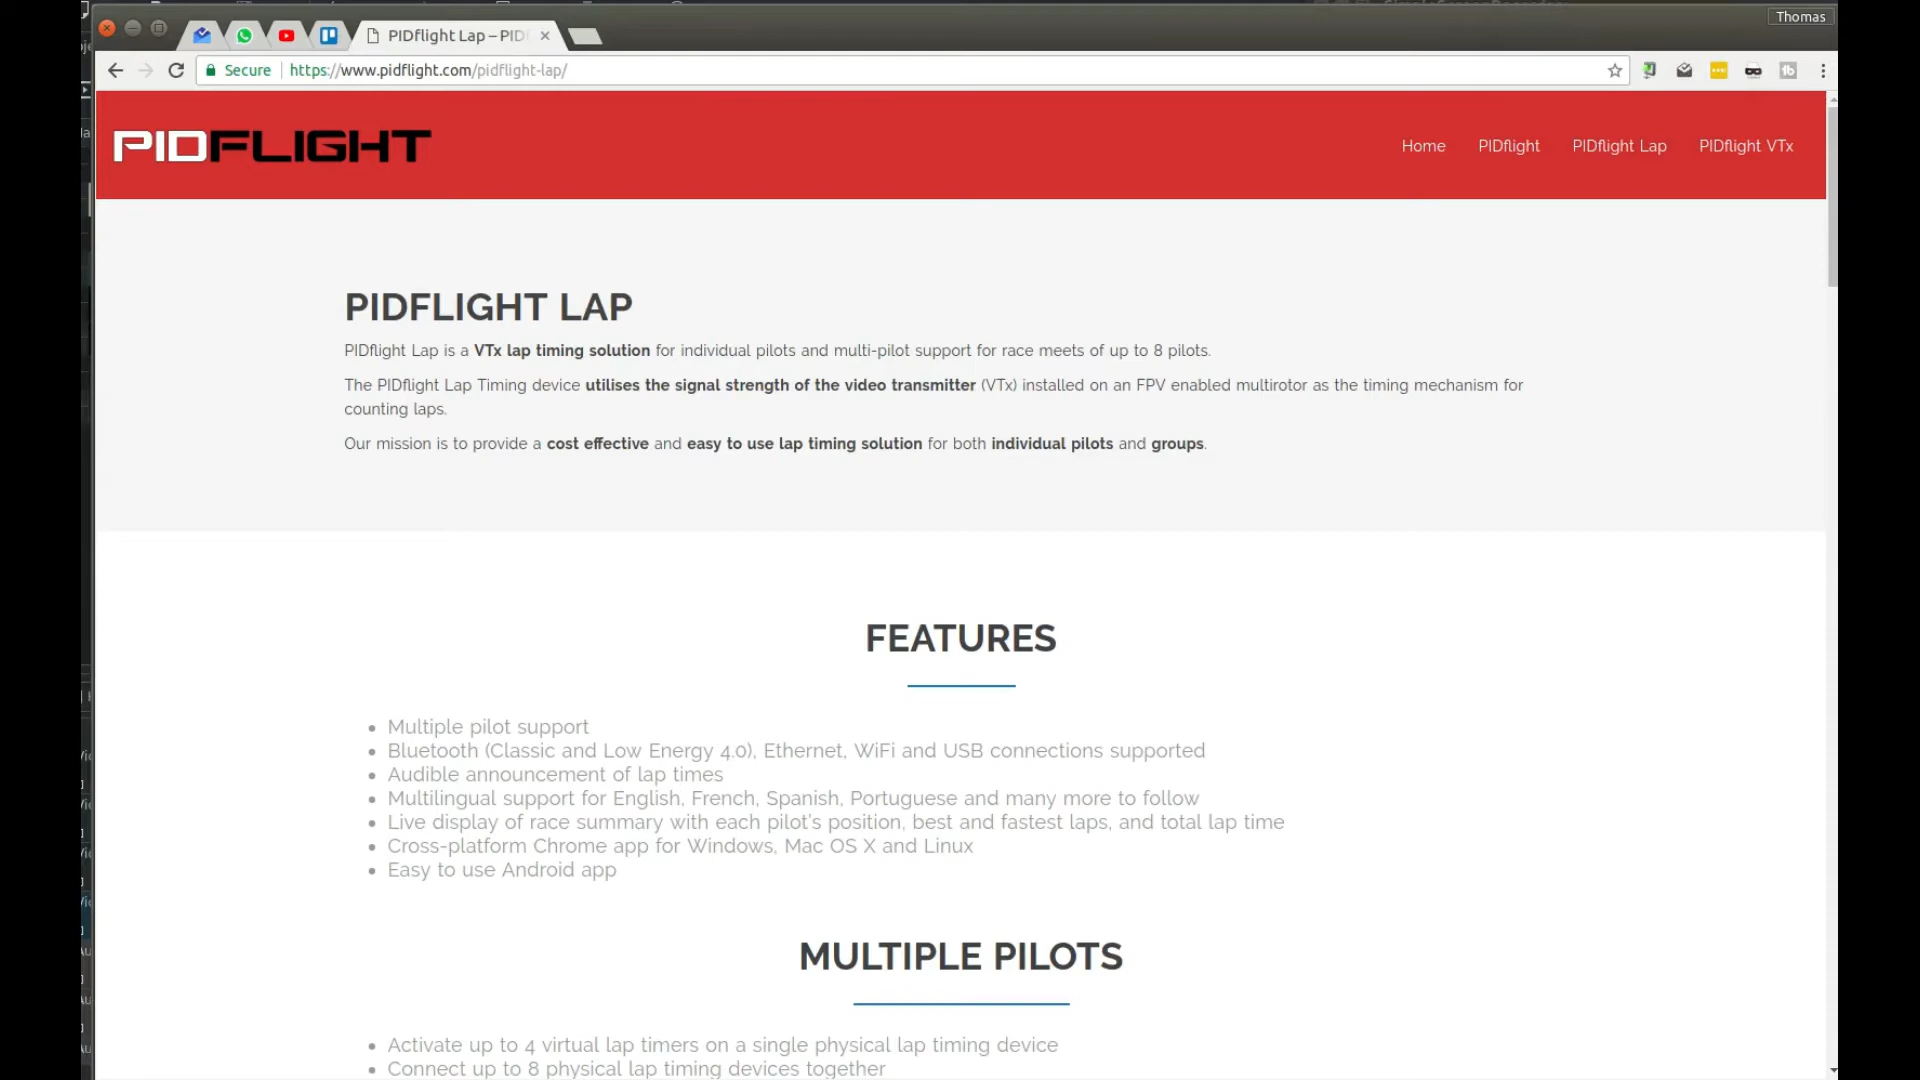 Thomas
PIDflight Lap – PIDf
Secure
https://www.pidflight.com/pidflight-lap/
PIDFLIGHT
Home
PIDflight
PIDflight Lap
PIDflight VTx
PIDFLIGHT LAP
PIDflight Lap is a VTx lap timing solution for individual pilots and multi-pilot support for race meets of up to 8 pilots.
The PIDflight Lap Timing device utilises the signal strength of the video transmitter (VTx) installed on an FPV enabled multirotor as the timing mechanism for
counting laps.
Our mission is to provide a cost effective and easy to use lap timing solution for both individual pilots and groups.
FEATURES
• Multiple pilot support
• Bluetooth (Classic and Low Energy 4.0), Ethernet, WiFi and USB connections supported
• Audible announcement of lap times
• Multilingual support for English, French, Spanish, Portuguese and many more to follow
• Live display of race summary with each pilot's position, best and fastest laps, and total lap time
• Cross-platform Chrome app for Windows, Mac OS X and Linux
• Easy to use Android app
MULTIPLE PILOTS
• Activate up to 4 virtual lap timers on a single physical lap timing device
• Connect up to 8 physical lap timing devices together